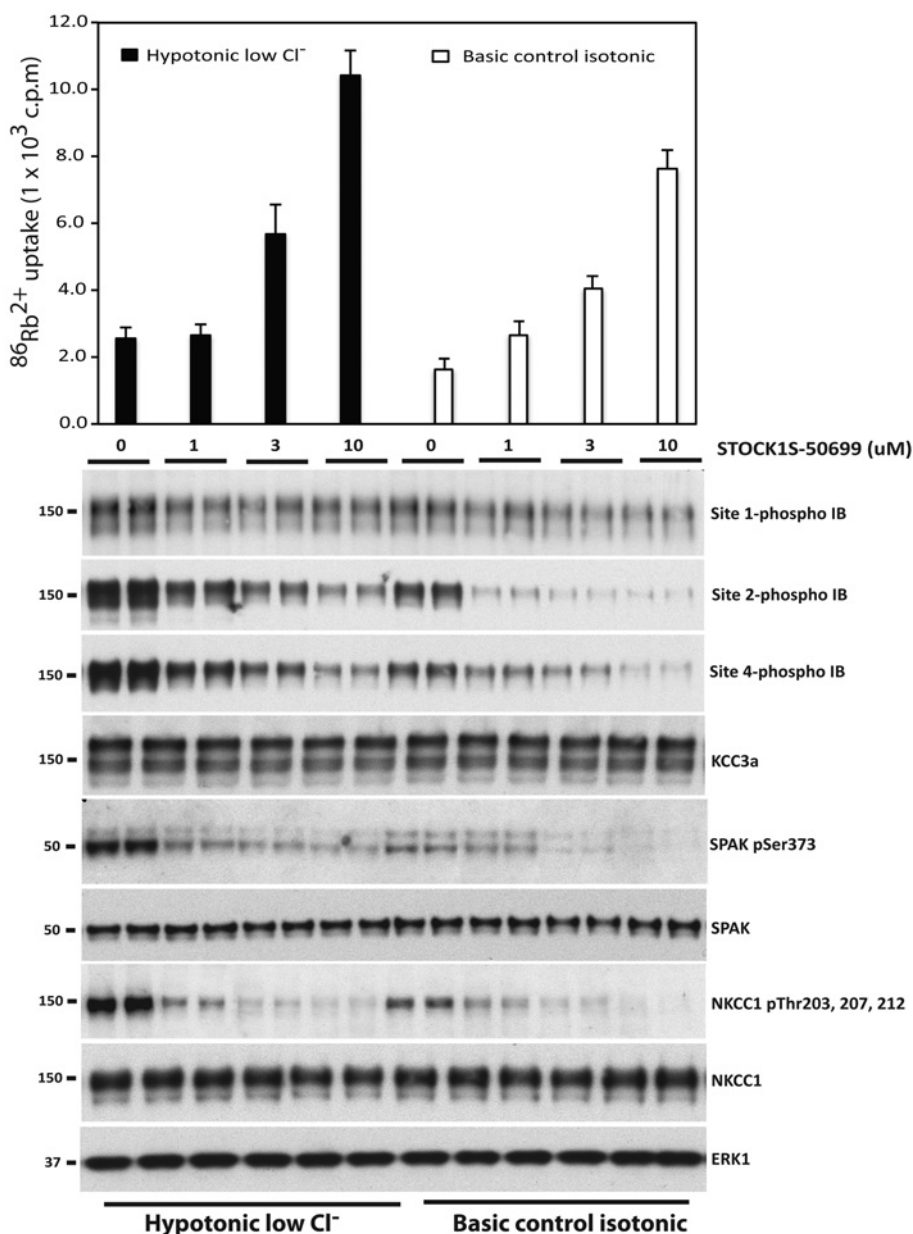 12.0
10.0
8.0
6.0
4.0
2.0
0.0
⁸⁶Rb²⁺ uptake (1 x 10³ c.p.m)
Hypotonic low Cl⁻
Basic control isotonic
0 1 3 10 0 1 3 10 STOCK1S-50699 (uM)
150 Site 1-phospho IB
150 Site 2-phospho IB
150 Site 4-phospho IB
150 KCC3a
50 SPAK pSer373
50 SPAK
150 NKCC1 pThr203, 207, 212
150 NKCC1
37 ERK1
Hypotonic low Cl⁻ Basic control isotonic